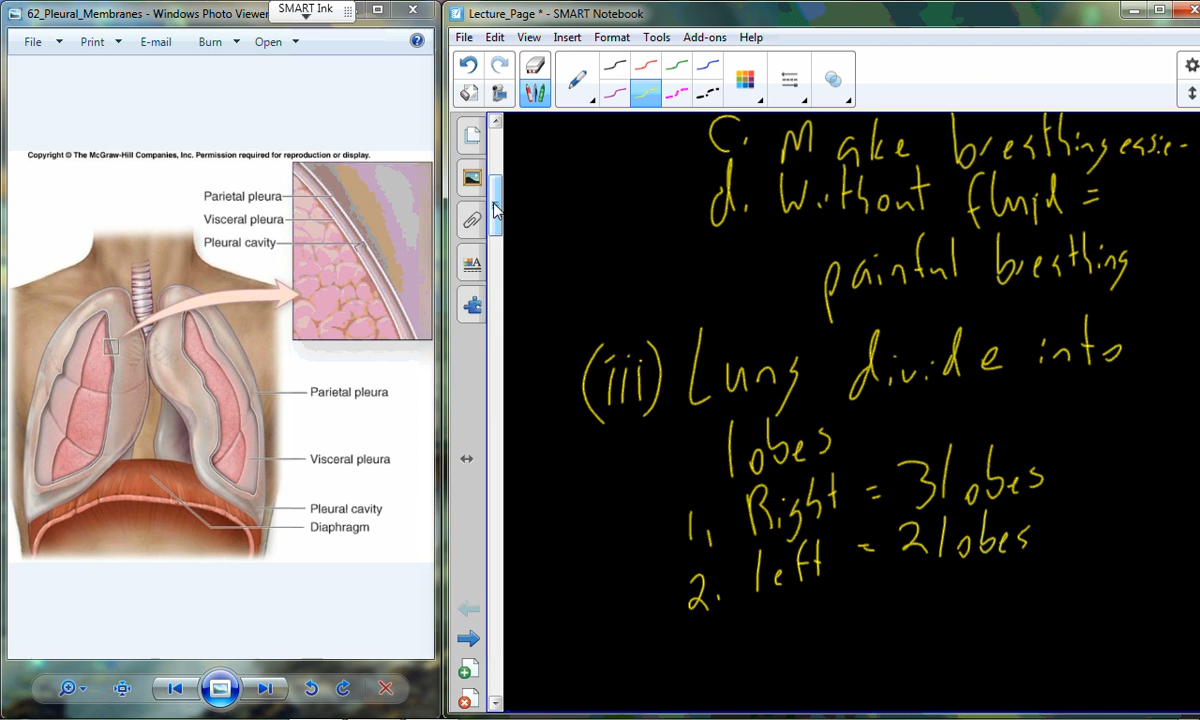 62_Pleural_Membranes - Windows Photo Viewer
SMART Ink
File Print E-mail Burn Open
Copyright © The McGraw-Hill Companies, Inc. Permission required for reproduction or display.
Parietal pleura
Visceral pleura
Pleural cavity
Parietal pleura
Visceral pleura
Pleural cavity
Diaphragm
Lecture_Page * - SMART Notebook
File Edit View Insert Format Tools Add-ons Help
C. Make breathing easie-
d. Without fluid =
painful breathing
(iii) Lung divide into
lobes
1. Right = 3 lobes
2. left = 2 lobes